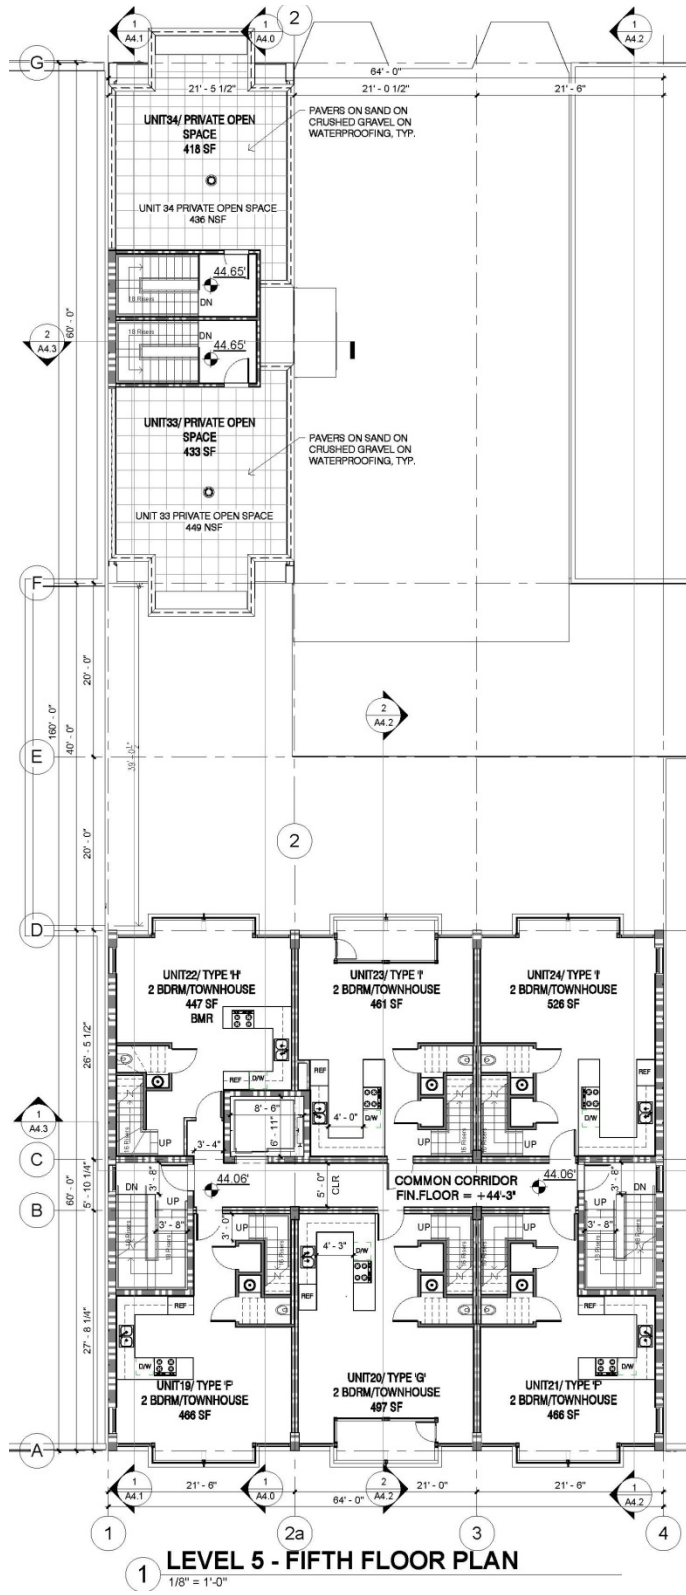 1
A4.1
1
A4.0
2
1
A4.2
G
64' - 0"
21' - 5 1/2"
21' - 0 1/2"
21' - 6"
UNIT34/ PRIVATE OPEN
SPACE
418 SF
PAVERS ON SAND ON
CRUSHED GRAVEL ON
WATERPROOFING, TYP.
UNIT 34 PRIVATE OPEN SPACE
436 NSF
44.65'
18 Risers
DN
60' - 0"
2
A4.3
18 Risers
DN
44.65'
UNIT33/ PRIVATE OPEN
SPACE
433 SF
PAVERS ON SAND ON
CRUSHED GRAVEL ON
WATERPROOFING, TYP.
UNIT 33 PRIVATE OPEN SPACE
449 NSF
F
20' - 0"
2
A4.2
160' - 0"
40' - 0"
E
20' - 0"
2
D
UNIT22/ TYPE 'H'
2 BDRM/TOWNHOUSE
447 SF
BMR
UNIT23/ TYPE 'I'
2 BDRM/TOWNHOUSE
461 SF
UNIT24/ TYPE 'I'
2 BDRM/TOWNHOUSE
526 SF
26' - 5 1/2"
REF
D/W
REF
D/W
REF
D/W
1
A4.3
8' - 6"
6' - 11"
4' - 0"
UP
3' - 4"
UP
UP
C
5' - 10 1/4"
60' - 0"
DN
3' - 8"
UP
44.06'
5' - 0"
CLR
COMMON CORRIDOR
FIN.FLOOR = +44'-3"
44.06'
3' - 8"
DN
UP
B
3' - 8"
3' - 0"
UP
4' - 3"
D/W
UP
UP
3' - 8"
27' - 8 1/4"
REF
REF
REF
D/W
D/W
UNIT19/ TYPE 'F'
2 BDRM/TOWNHOUSE
466 SF
UNIT20/ TYPE 'G'
2 BDRM/TOWNHOUSE
497 SF
UNIT21/ TYPE 'F'
2 BDRM/TOWNHOUSE
466 SF
A
1
A4.1
1
A4.0
2
A4.2
1
A4.2
21' - 6"
21' - 0"
21' - 6"
64' - 0"
1
2a
3
4
1
LEVEL 5 - FIFTH FLOOR PLAN
1/8" = 1'-0"